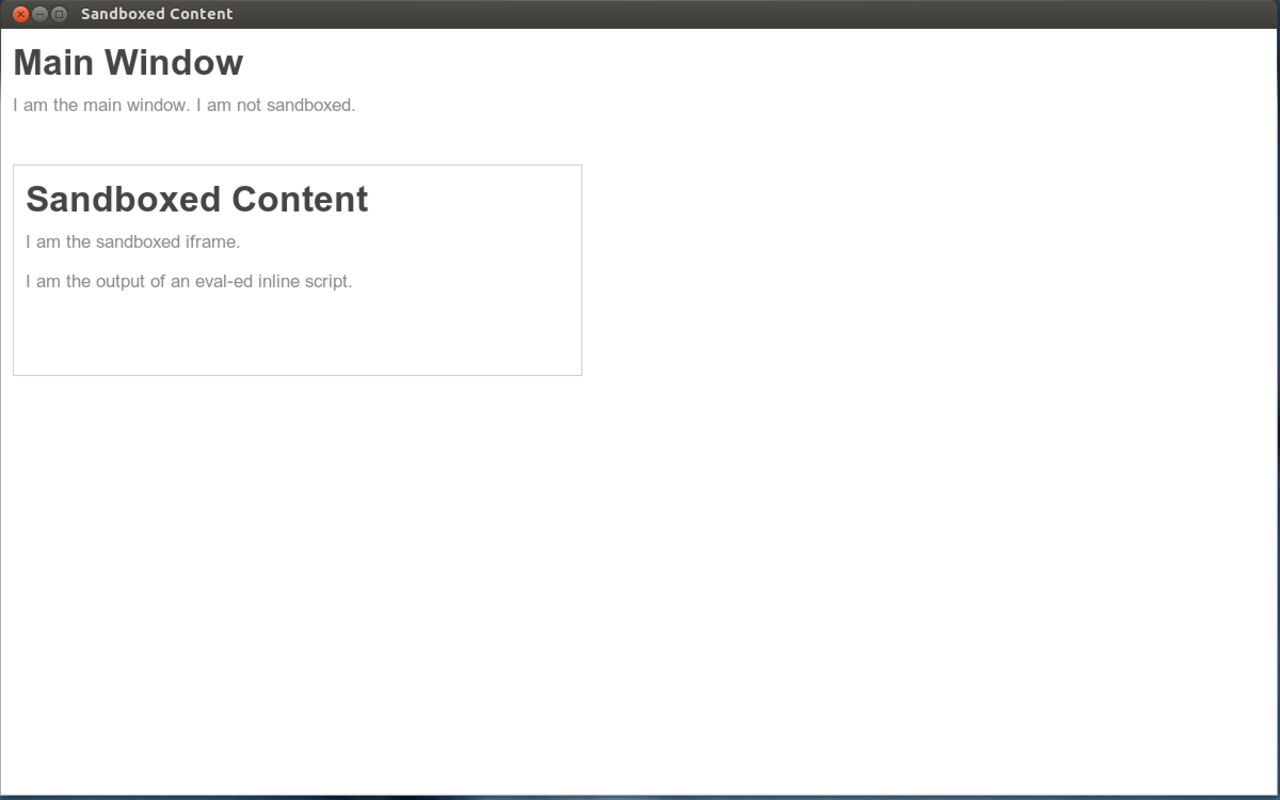 Sandboxed Content
Main Window
I am the main window. I am not sandboxed.
Sandboxed Content
I am the sandboxed iframe.
I am the output of an eval-ed inline script.